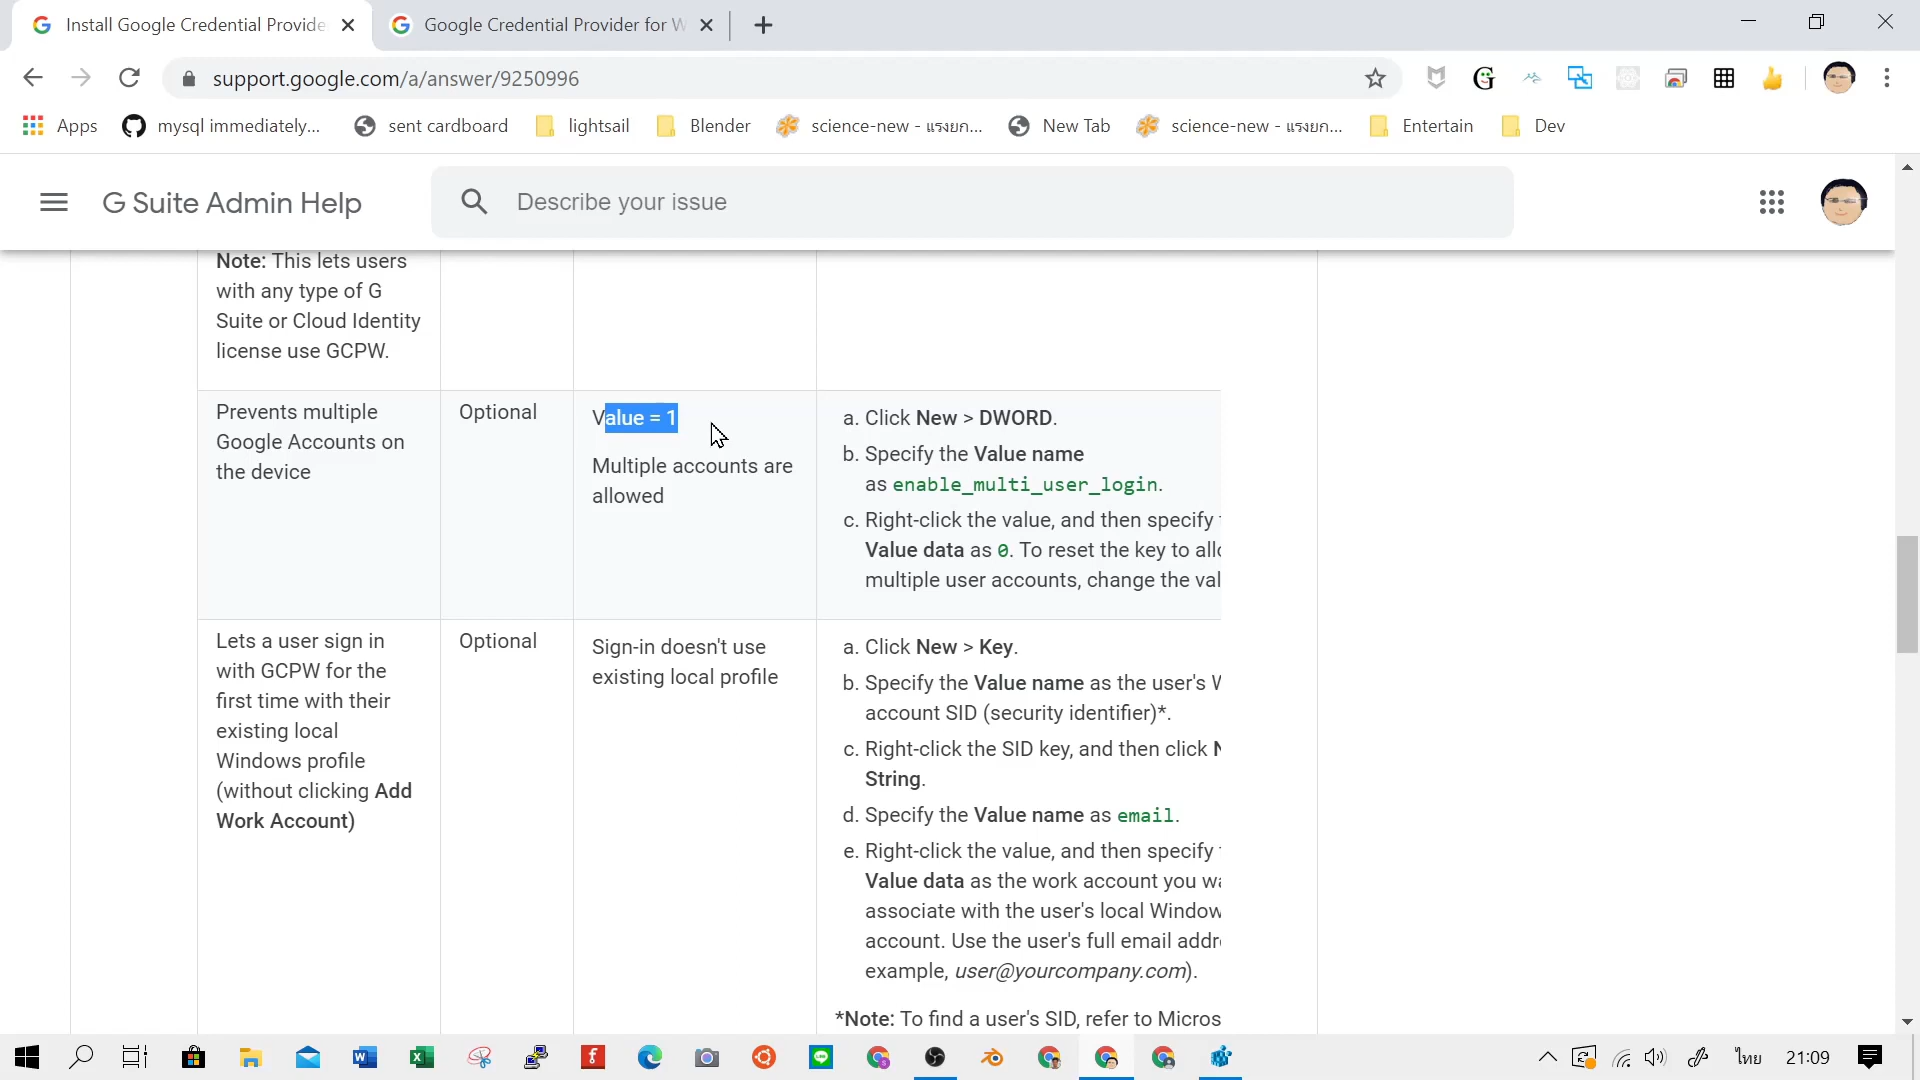 Install Google Credential Provide
Google Credential Provider for W
support.google.com/a/answer/9250996
Apps
mysql immediately...
sent cardboard
lightsail
Blender
science-new - แรงยก...
New Tab
science-new - แรงยก...
Entertain
Dev
G Suite Admin Help
Describe your issue
Note: This lets users
with any type of G
Suite or Cloud Identity
license use GCPW.
Prevents multiple
Google Accounts on
the device
Optional
Value = 1
Multiple accounts are
allowed
a. Click New > DWORD.
b. Specify the Value name
as enable_multi_user_login.
c. Right-click the value, and then specify
Value data as 0. To reset the key to allo
multiple user accounts, change the val
Lets a user sign in
with GCPW for the
first time with their
existing local
Windows profile
(without clicking Add
Work Account)
Optional
Sign-in doesn't use
existing local profile
a. Click New > Key.
b. Specify the Value name as the user's W
account SID (security identifier)*.
c. Right-click the SID key, and then click N
String.
d. Specify the Value name as email.
e. Right-click the value, and then specify
Value data as the work account you wa
associate with the user's local Window
account. Use the user's full email addre
example, user@yourcompany.com).
*Note: To find a user's SID, refer to Micros
ไทย
21:09